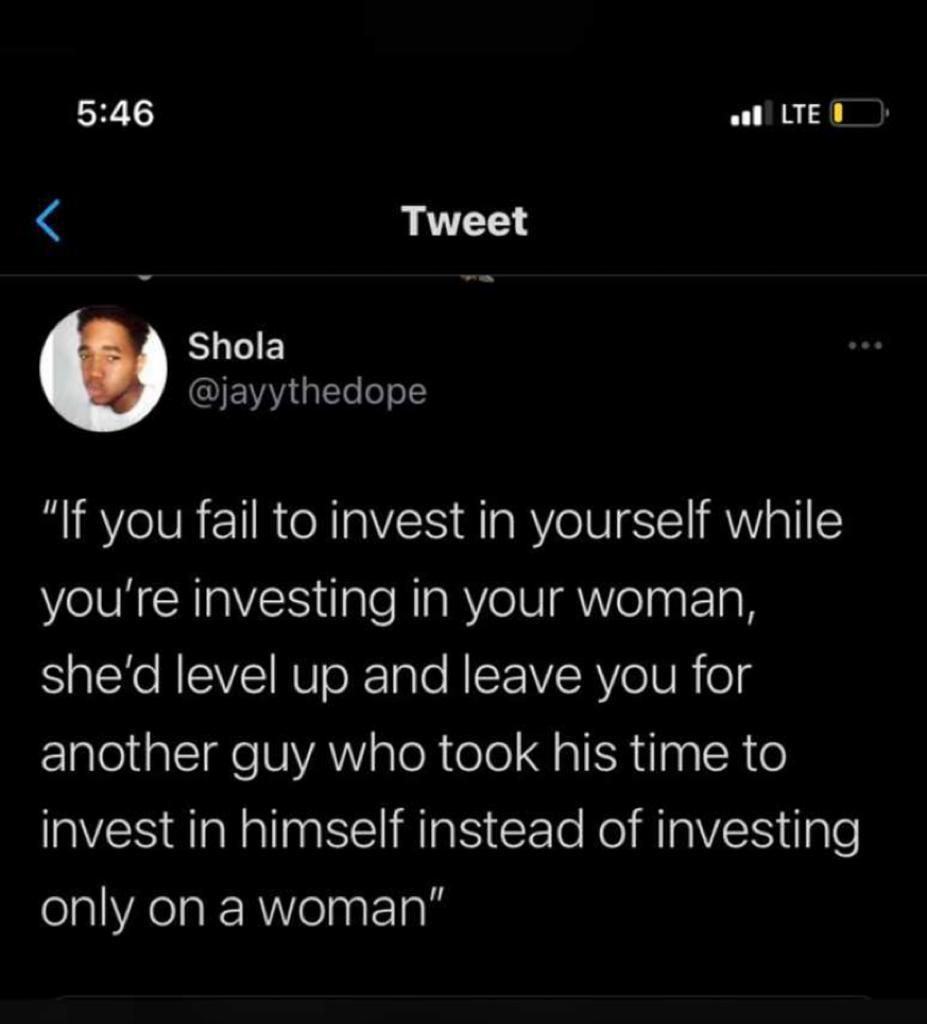 5:46 LTE
Tweet
Shola
@jayythedope
“If you fail to invest in yourself while
you’re investing in your woman,
she’d level up and leave you for
another guy who took his time to
invest in himself instead of investing
only on a woman”